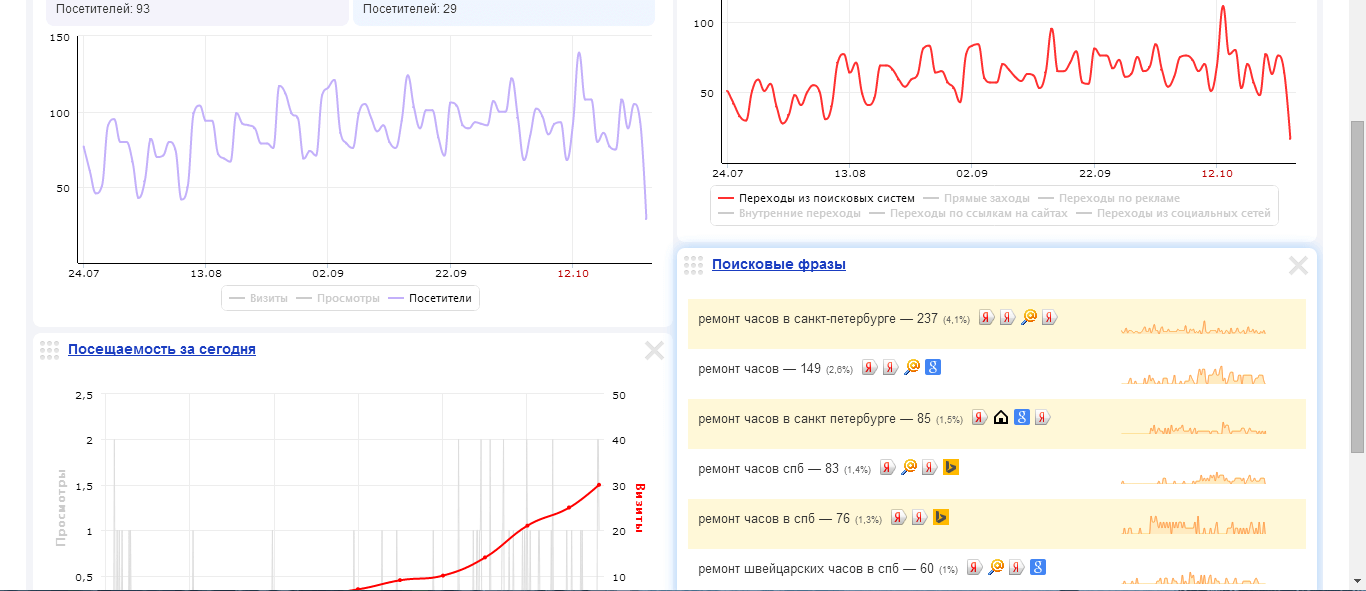 Посетителей: 93
Посетителей: 29
150
100
50
24.07
13.08
02.09
22.09
12.10
Визиты
Просмотры
Посетители
Посещаемость за сегодня
2,5
2
1,5
1
0,5
Просмотры
50
40
30
20
10
Визиты
100
50
24.07
13.08
02.09
22.09
12.10
Переходы из поисковых систем
Прямые заходы
Переходы по рекламе
Внутренние переходы
Переходы по ссылкам на сайтах
Переходы из социальных сетей
Поисковые фразы
ремонт часов в санкт-петербурге — 237 (4,1%)
ремонт часов — 149 (2,6%)
ремонт часов в санкт петербурге — 85 (1,5%)
ремонт часов спб — 83 (1,4%)
ремонт часов в спб — 76 (1,3%)
ремонт швейцарских часов в спб — 60 (1%)